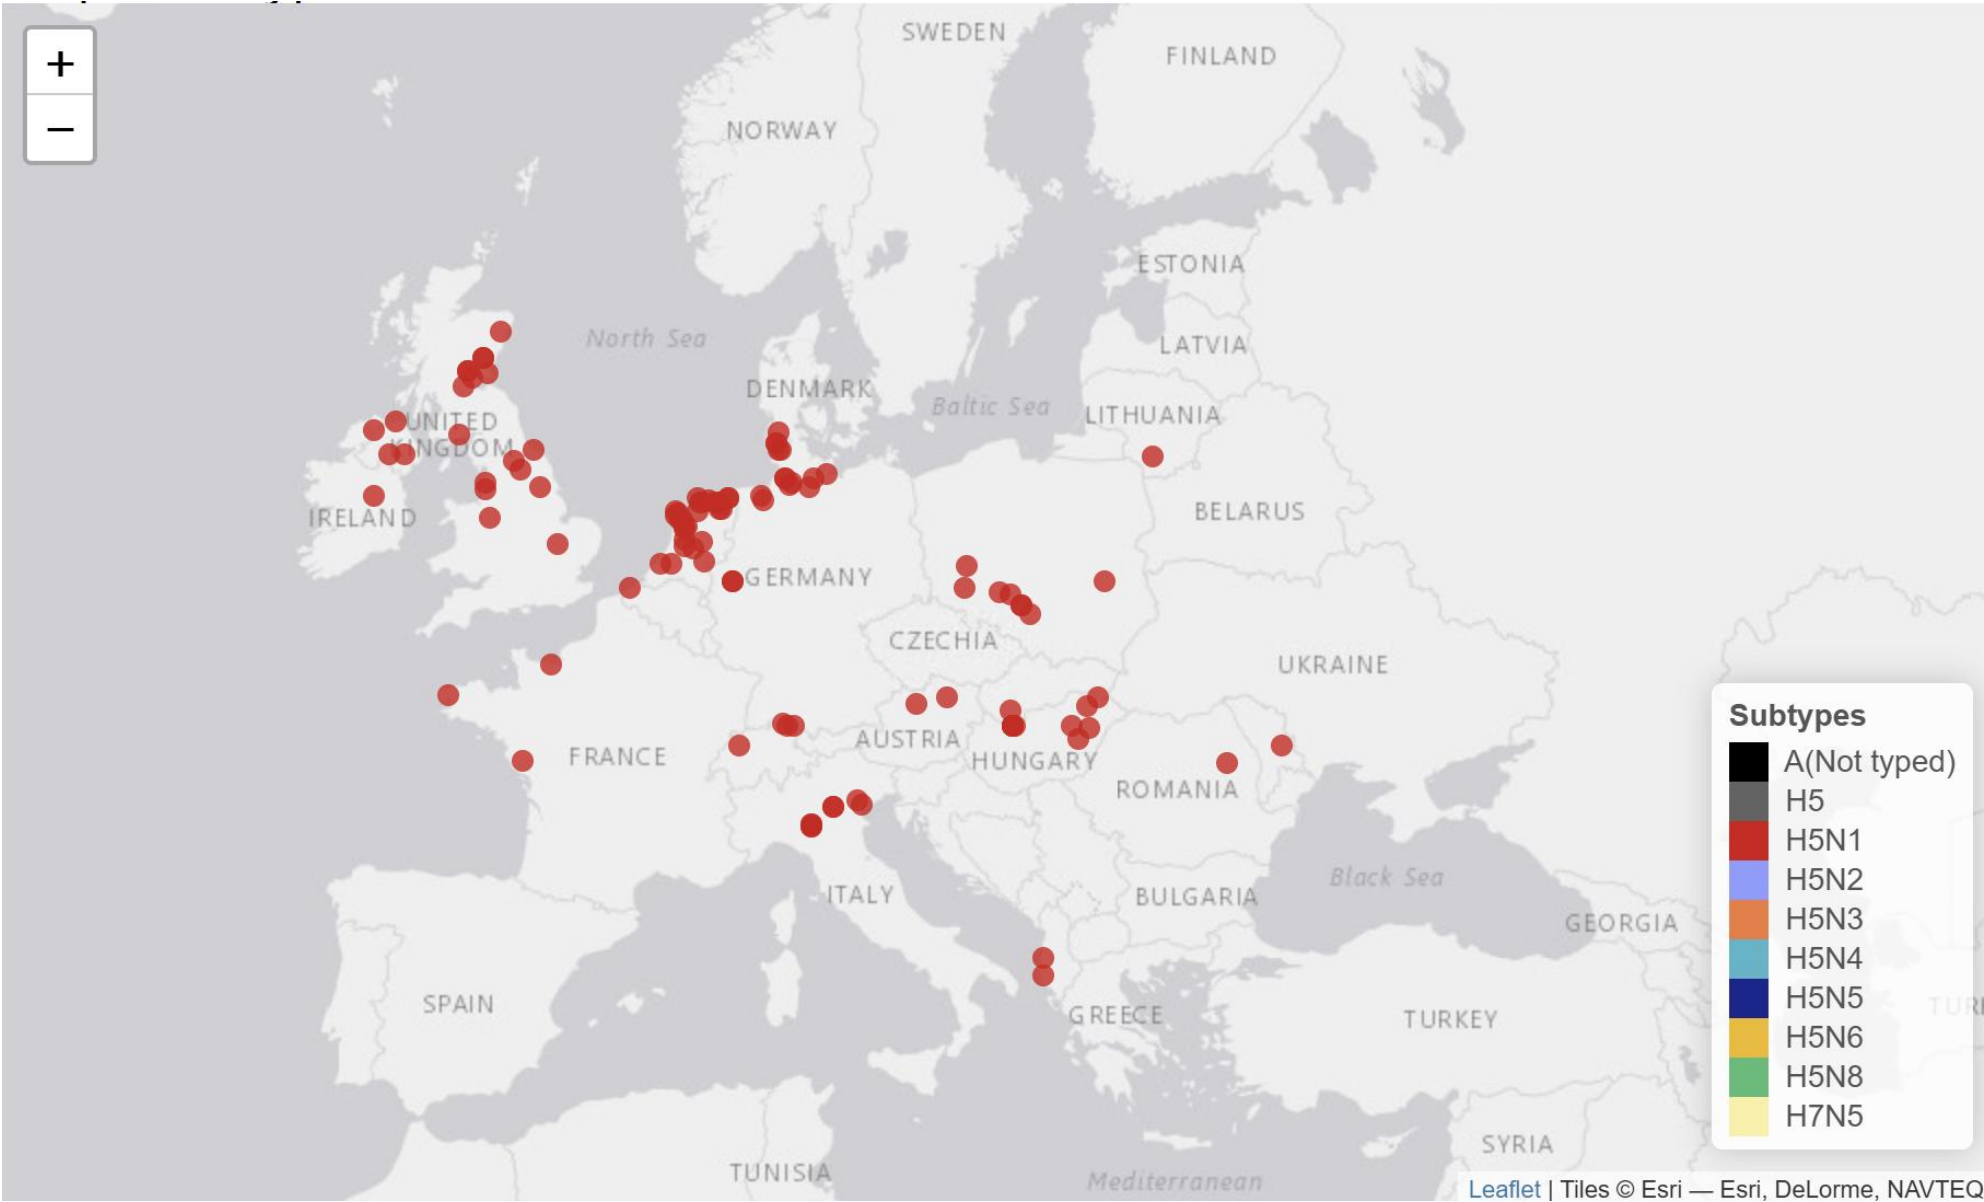 +
SWEDEN
FINLAND
−
NORWAY
ESTONIA
North Sea
LATVIA
DENMARK
Baltic Sea
LITHUANIA
UNITED
KINGDOM
IRELAND
BELARUS
GERMANY
CZECHIA
UKRAINE
FRANCE
AUSTRIA
HUNGARY
ROMANIA
Black Sea
ITALY
BULGARIA
GEORGIA
SPAIN
GREECE
TURKEY
SYRIA
TUNISIA
Mediterranean
Subtypes
A(Not typed)
H5
H5N1
H5N2
H5N3
H5N4
H5N5
H5N6
H5N8
H7N5
Leaflet | Tiles © Esri — Esri, DeLorme, NAVTEQ